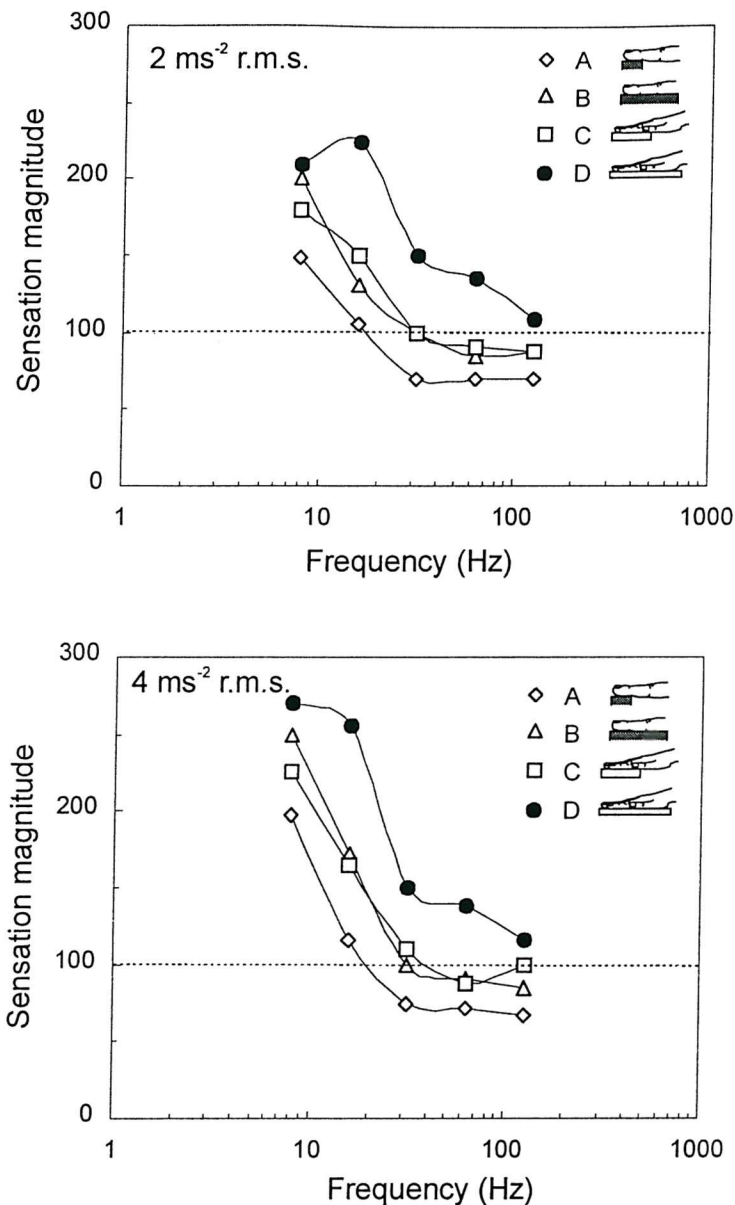 300
2 ms⁻² r.m.s.
A
B
200
C
D
Sensation magnitude
100
0
1
10
100
1000
Frequency (Hz)
300
4 ms⁻² r.m.s.
A
B
200
C
D
Sensation magnitude
100
0
1
10
100
1000
Frequency (Hz)